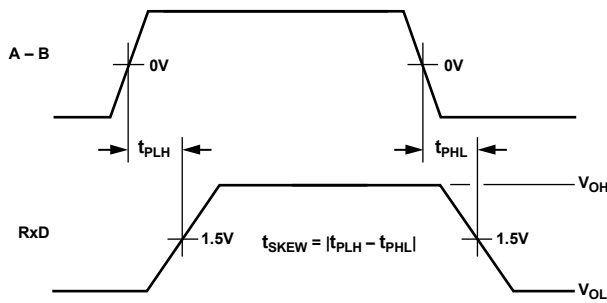 A – B
0V
0V
tPLH
tPHL
VOH
RxD
1.5V
tSKEW = |tPLH – tPHL|
1.5V
VOL